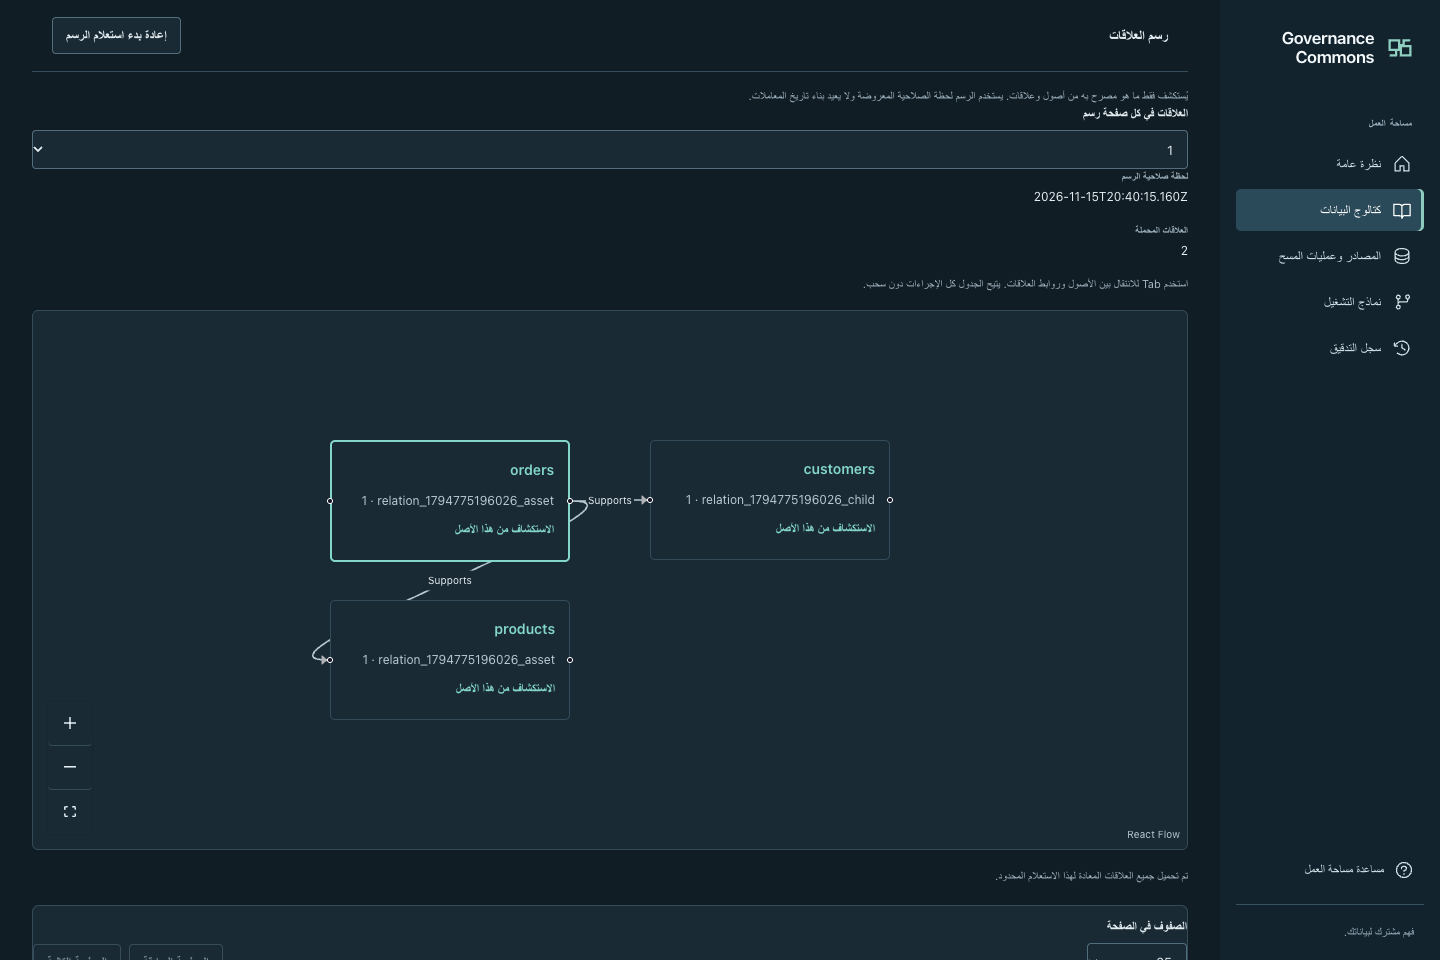 Governance
Commons
مساحة العمل
نظرة عامة
كتالوج البيانات
المصادر وعمليات المسح
نماذج التشغيل
سجل التدقيق
مساعدة مساحة العمل
فهم مشترك لبياناتك.
رسم العلاقات
إعادة بدء استعلام الرسم
يُستكشف فقط ما هو مصرح به من أصول وعلاقات. يستخدم الرسم لحظة الصلاحية المعروضة ولا يعيد بناء تاريخ المعاملات.
العلاقات في كل صفحة رسم
1
لحظة صلاحية الرسم
2026-11-15T20:40:15.160Z
العلاقات المحملة
2
استخدم Tab للانتقال بين الأصول وروابط العلاقات. يتيح الجدول كل الإجراءات دون سحب.
orders
1 · relation_1794775196026_asset
الاستكشاف من هذا الأصل
Supports
customers
1 · relation_1794775196026_child
الاستكشاف من هذا الأصل
Supports
products
1 · relation_1794775196026_asset
الاستكشاف من هذا الأصل
React Flow
تم تحميل جميع العلاقات المعادة لهذا الاستعلام المحدود.
الصفوف في الصفحة
25